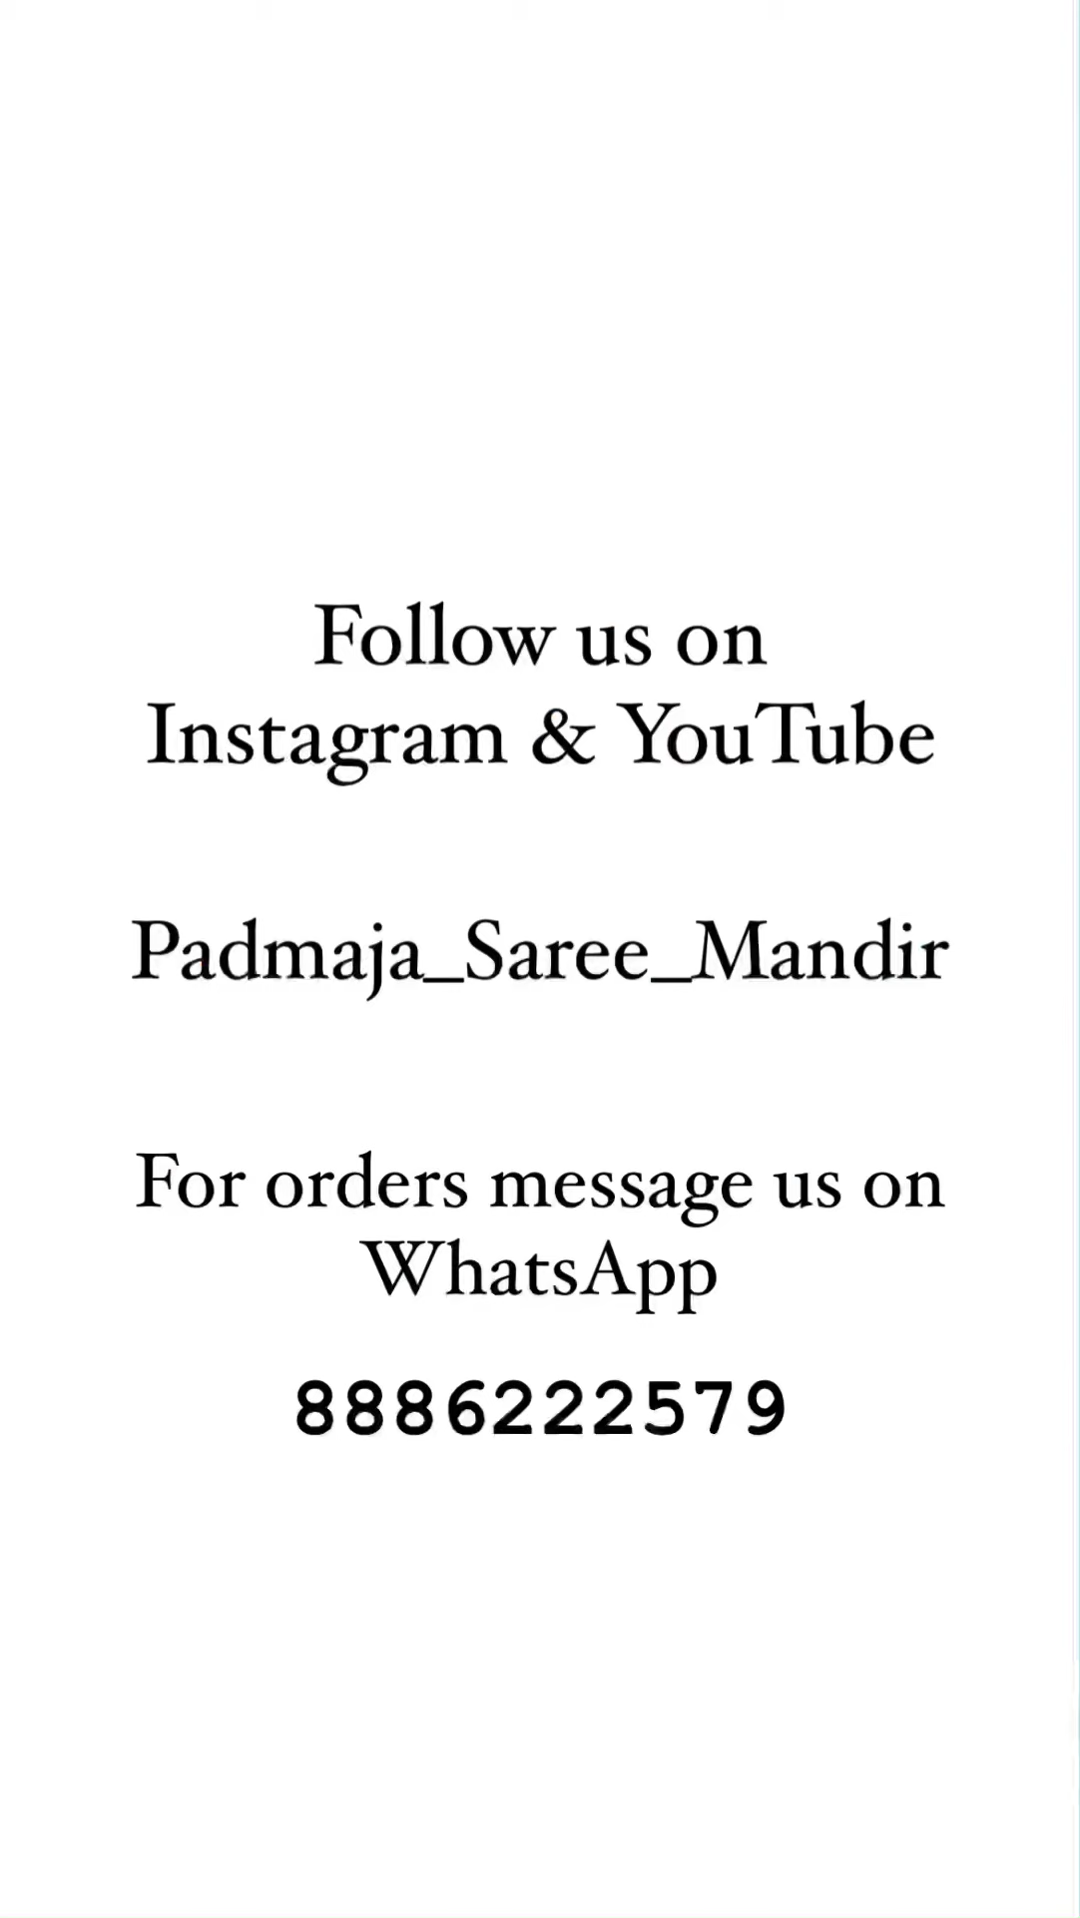 Follow us on
Instagram & YouTube
Padmaja_Saree_Mandir
For orders message us on
WhatsApp
8886222579